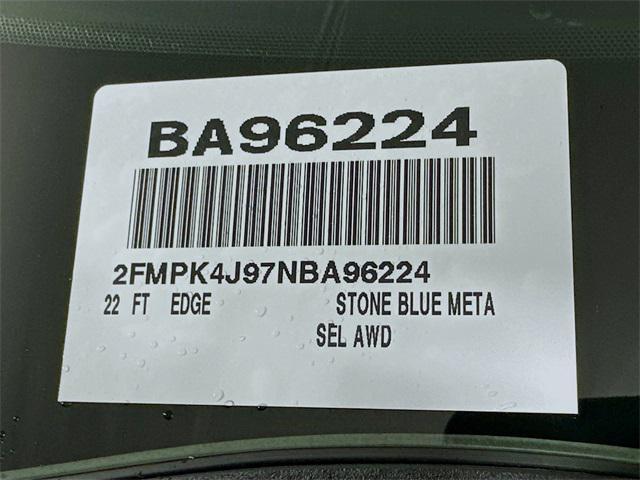 BA96224
2FMPK4J97NBA96224
22 FT EDGE STONE BLUE META
SEL AWD